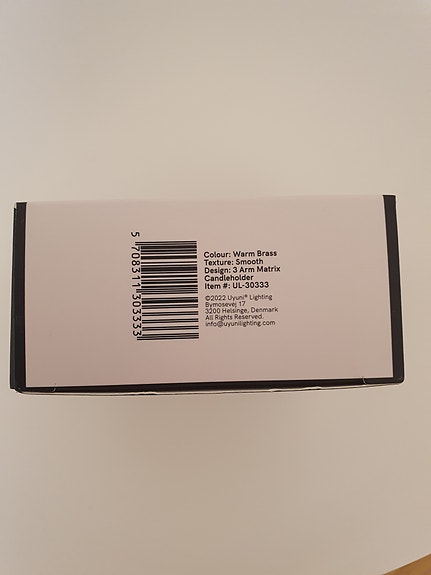 5 708311 303333
Colour: Warm Brass
Texture: Smooth
Design: 3 Arm Matrix
Candleholder
Item #: UL-30333
©2022 Uyuni® Lighting
Bymosevej 17
3200 Helsinge, Denmark
All Rights Reserved.
info@uyunilighting.com